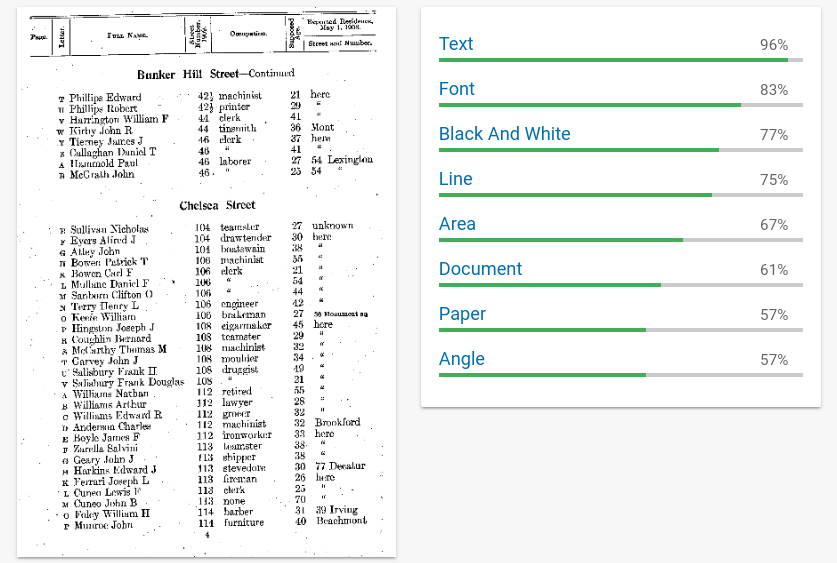 Page. Letter. FULL NAME. Street Number, 1909. Occupation. Supposed Age. Reported Residence, May 1, 1908. Street and Number.
Bunker Hill Street—Continued
T Phillips Edward 42½ machinist 21 here
U Phillips Robert 42½ printer 29 "
V Harrington William F 44 clerk 41 "
W Kirby John R 44 tinsmith 36 Mont
Y Tierney James J 46 clerk 37 here
Z Callaghan Daniel T 46 " 41 "
A Hammold Paul 46 laborer 27 54 Lexington
B McGrath John 46 " 25 54 "
Chelsea Street
E Sullivan Nicholas 104 teamster 27 unknown
F Eyers Alfred J 104 drawtender 30 here
G Atley John 104 boatswain 38 "
H Bowen Patrick T 106 machinist 55 "
K Bowen Carl F 106 clerk 21 "
L Mullane Daniel F 106 " 54 "
M Sanborn Clifton O 106 " 44 "
N Terry Henry L 106 engineer 42 "
O Keefe William 106 brakeman 27 36 Monument sq
P Hingston Joseph J 108 cigarmaker 45 here
R Coughlin Bernard 108 teamster 29 "
S McCarthy Thomas M 108 machinist 32 "
T Garvey John J 108 moulder 34 "
U Salisbury Frank H 108 druggist 49 "
V Salisbury Frank Douglas 108 " 21 "
A Williams Nathan 112 retired 55 "
B Williams Arthur 112 lawyer 28 "
C Williams Edward R 112 grocer 32 "
D Anderson Charles 112 machinist 32 Brookford
E Boyle James F 112 ironworker 33 here
F Zarella Salvini 113 teamster 38 "
G Geary John J 113 shipper 38 "
H Harkins Edward J 113 stevedore 30 77 Decatur
K Ferrari Joseph L 113 fireman 26 here
L Cuneo Lewis F 113 clerk 25 "
M Cuneo John B 113 none 70 "
O Foley William H 114 barber 31 39 Irving
P Munroe John 114 furniture 40 Beachmont
4
Text 96%
Font 83%
Black And White 77%
Line 75%
Area 67%
Document 61%
Paper 57%
Angle 57%